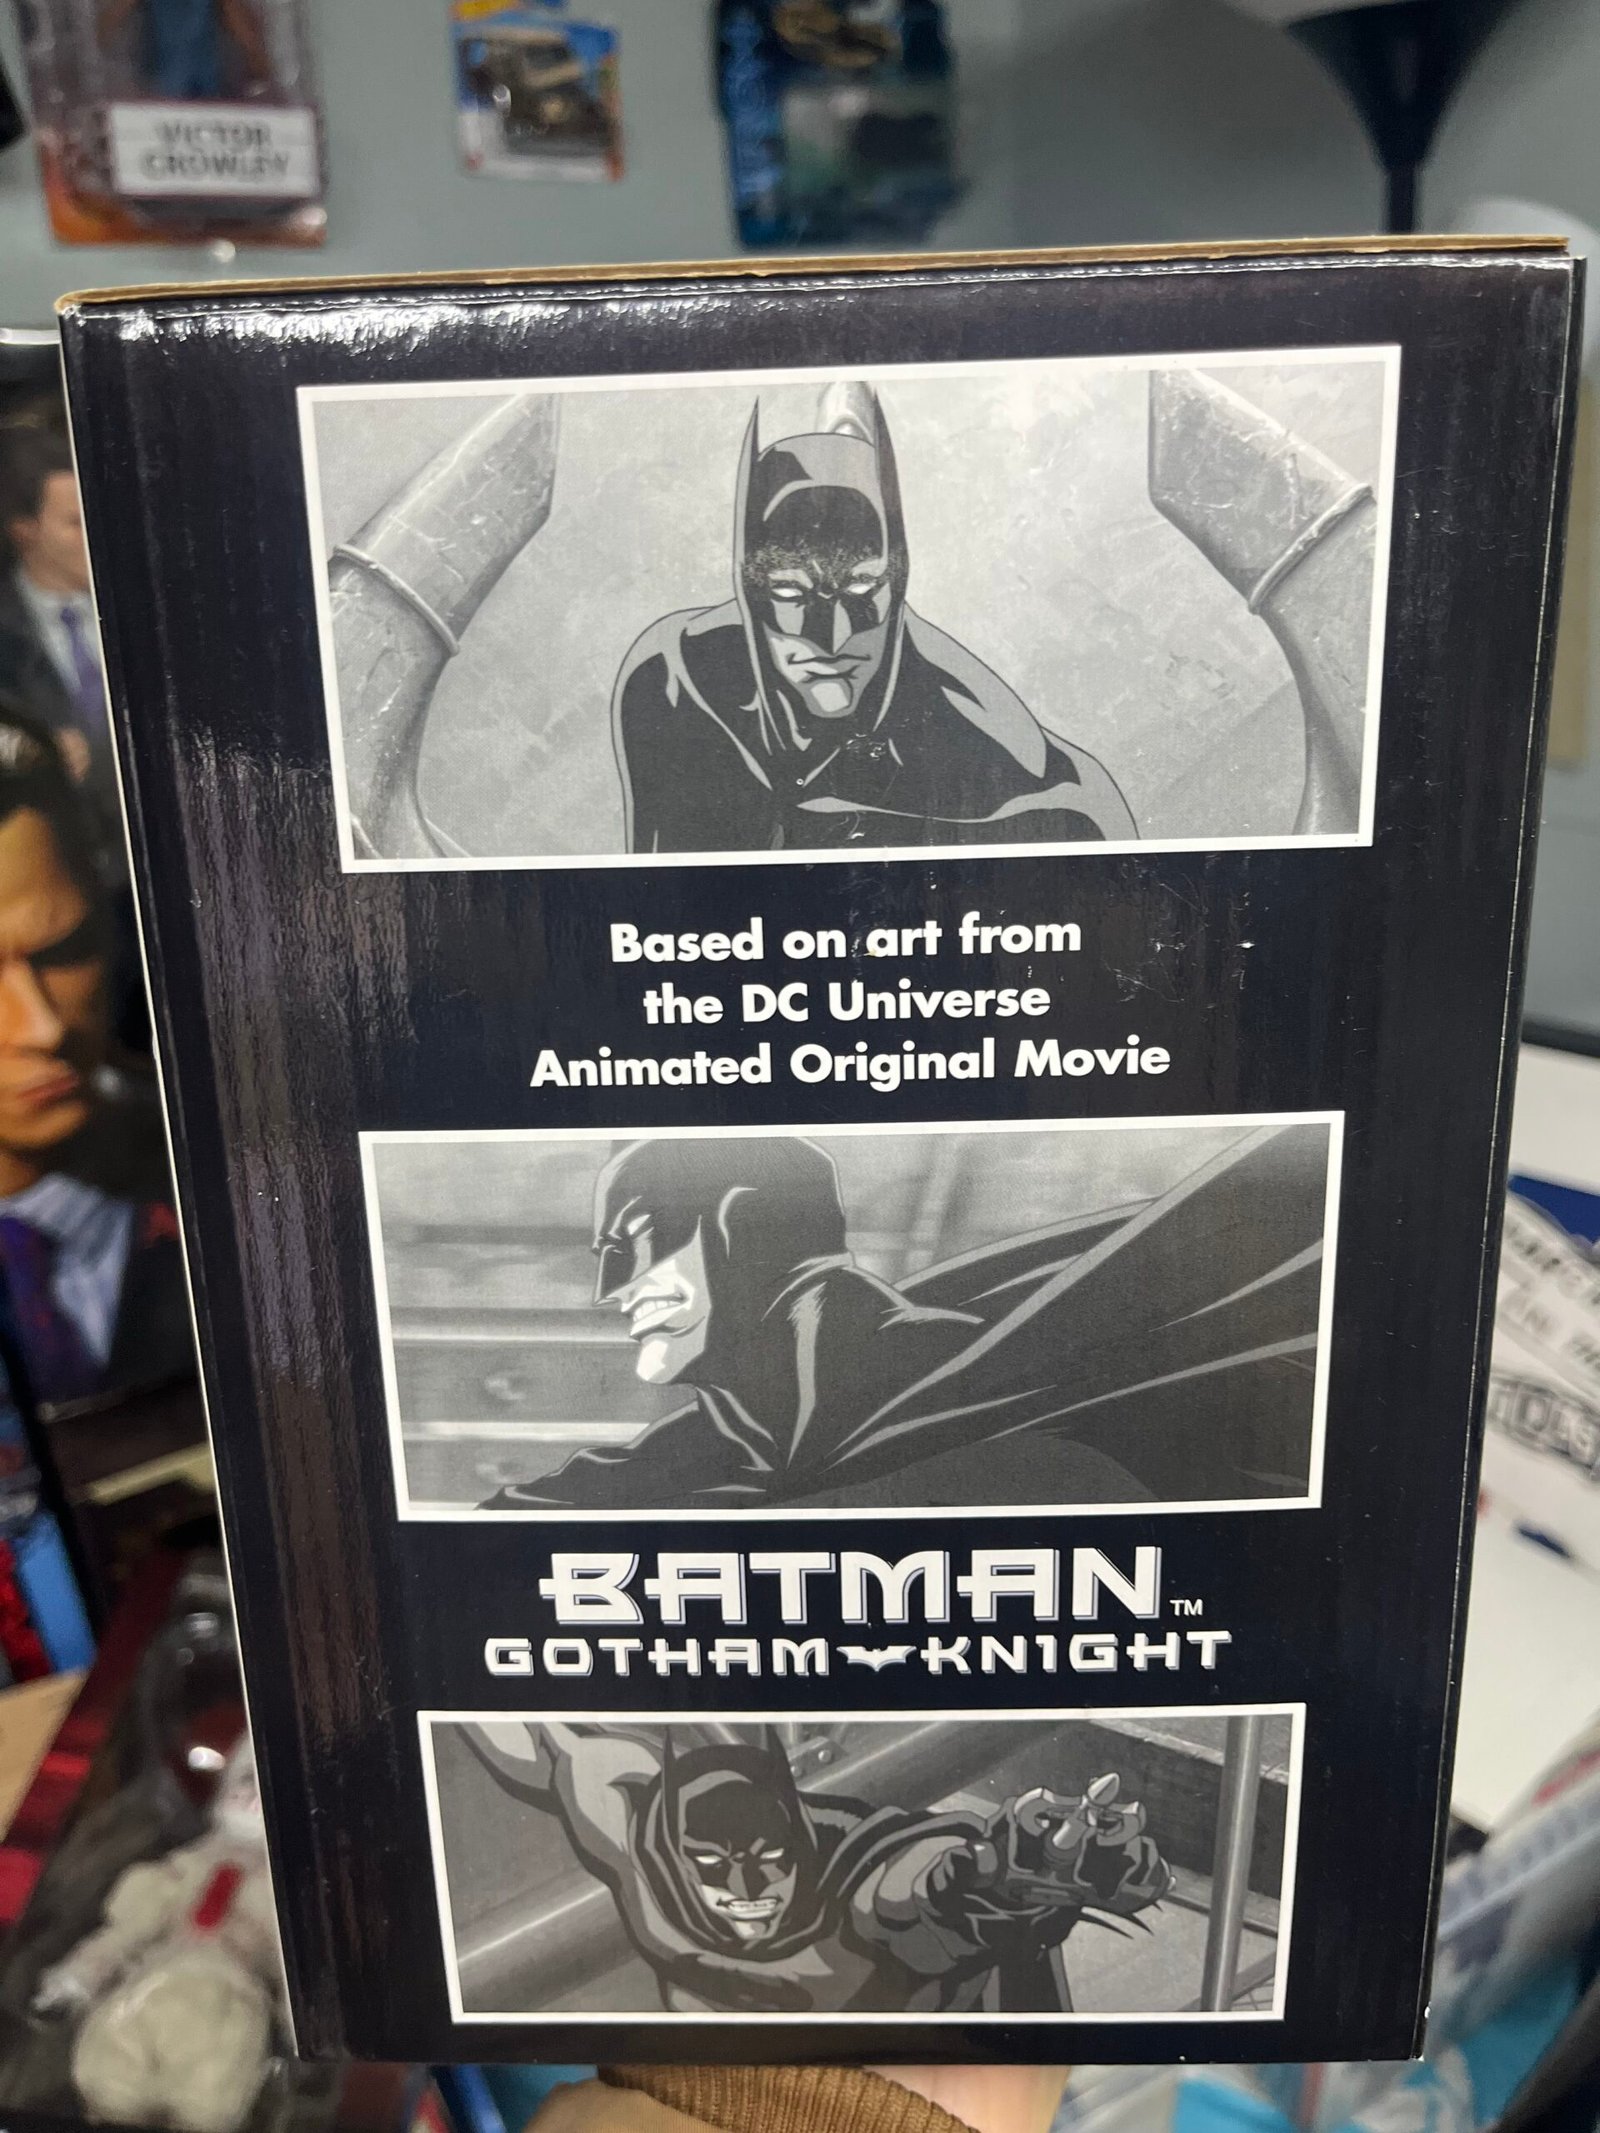 VICTOR
CROWLEY
Based on art from
the DC Universe
Animated Original Movie
BATMAN™
GOTHAM KNIGHT